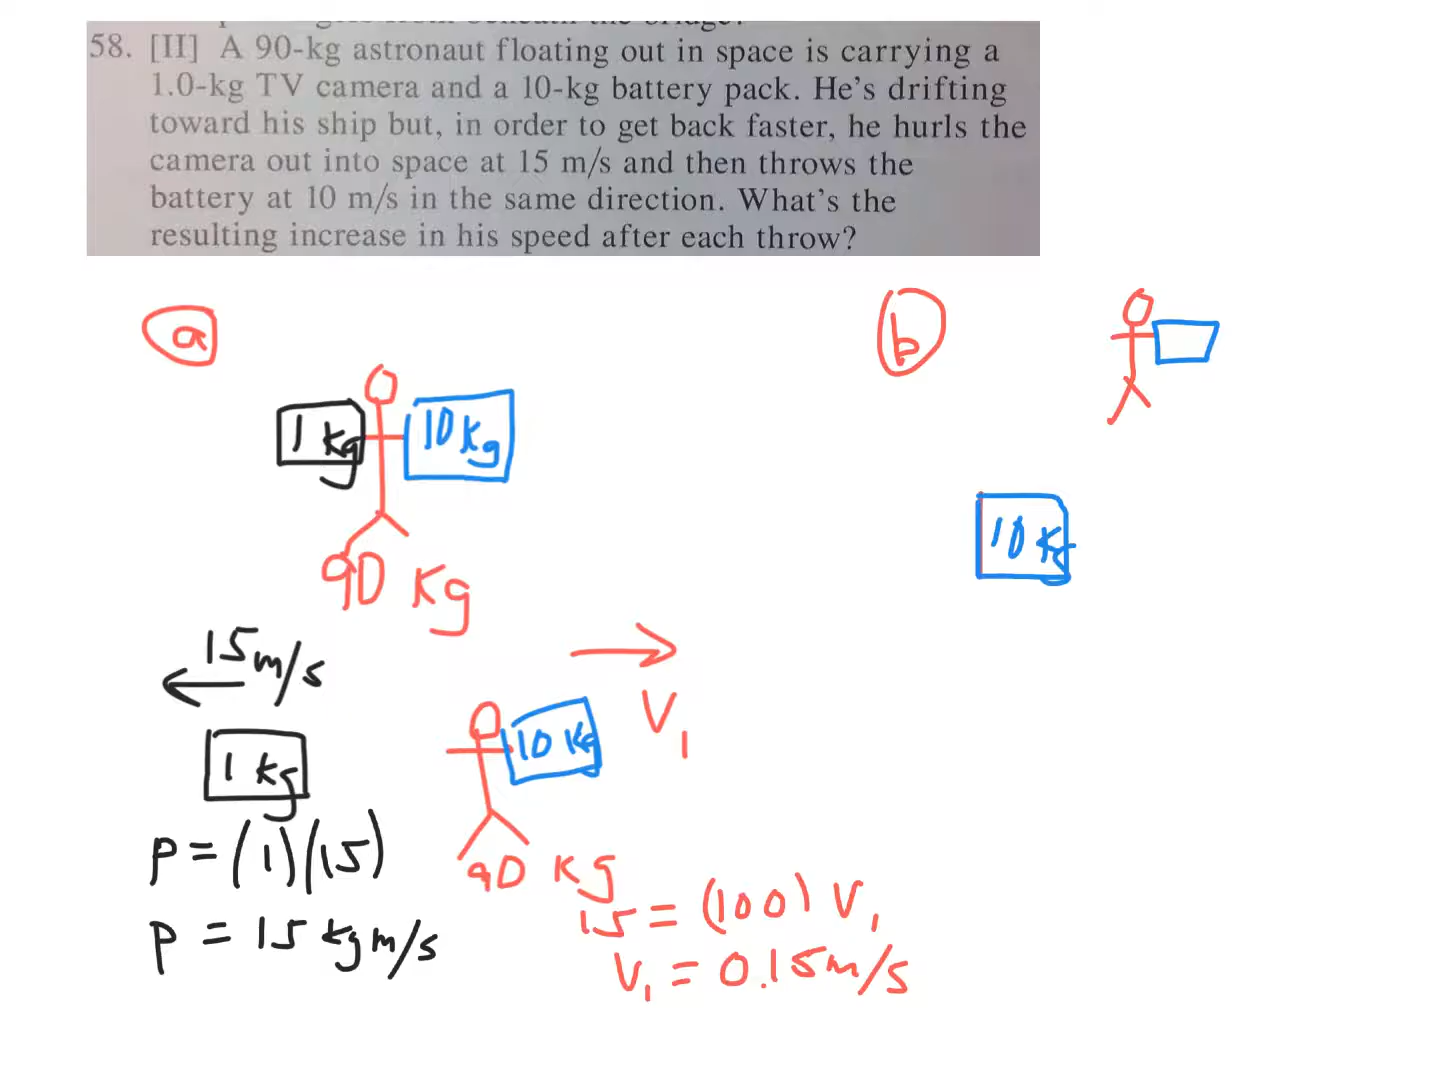 58. [II] A 90-kg astronaut floating out in space is carrying a
1.0-kg TV camera and a 10-kg battery pack. He's drifting
toward his ship but, in order to get back faster, he hurls the
camera out into space at 15 m/s and then throws the
battery at 10 m/s in the same direction. What's the
resulting increase in his speed after each throw?
a
b
1 kg
10 kg
90 kg
10 kg
15 m/s
V₁
1 kg
10 kg
90 kg
p = (1)(15)
p = 15 kg m/s
15 = (100) V₁
V₁ = 0.15 m/s